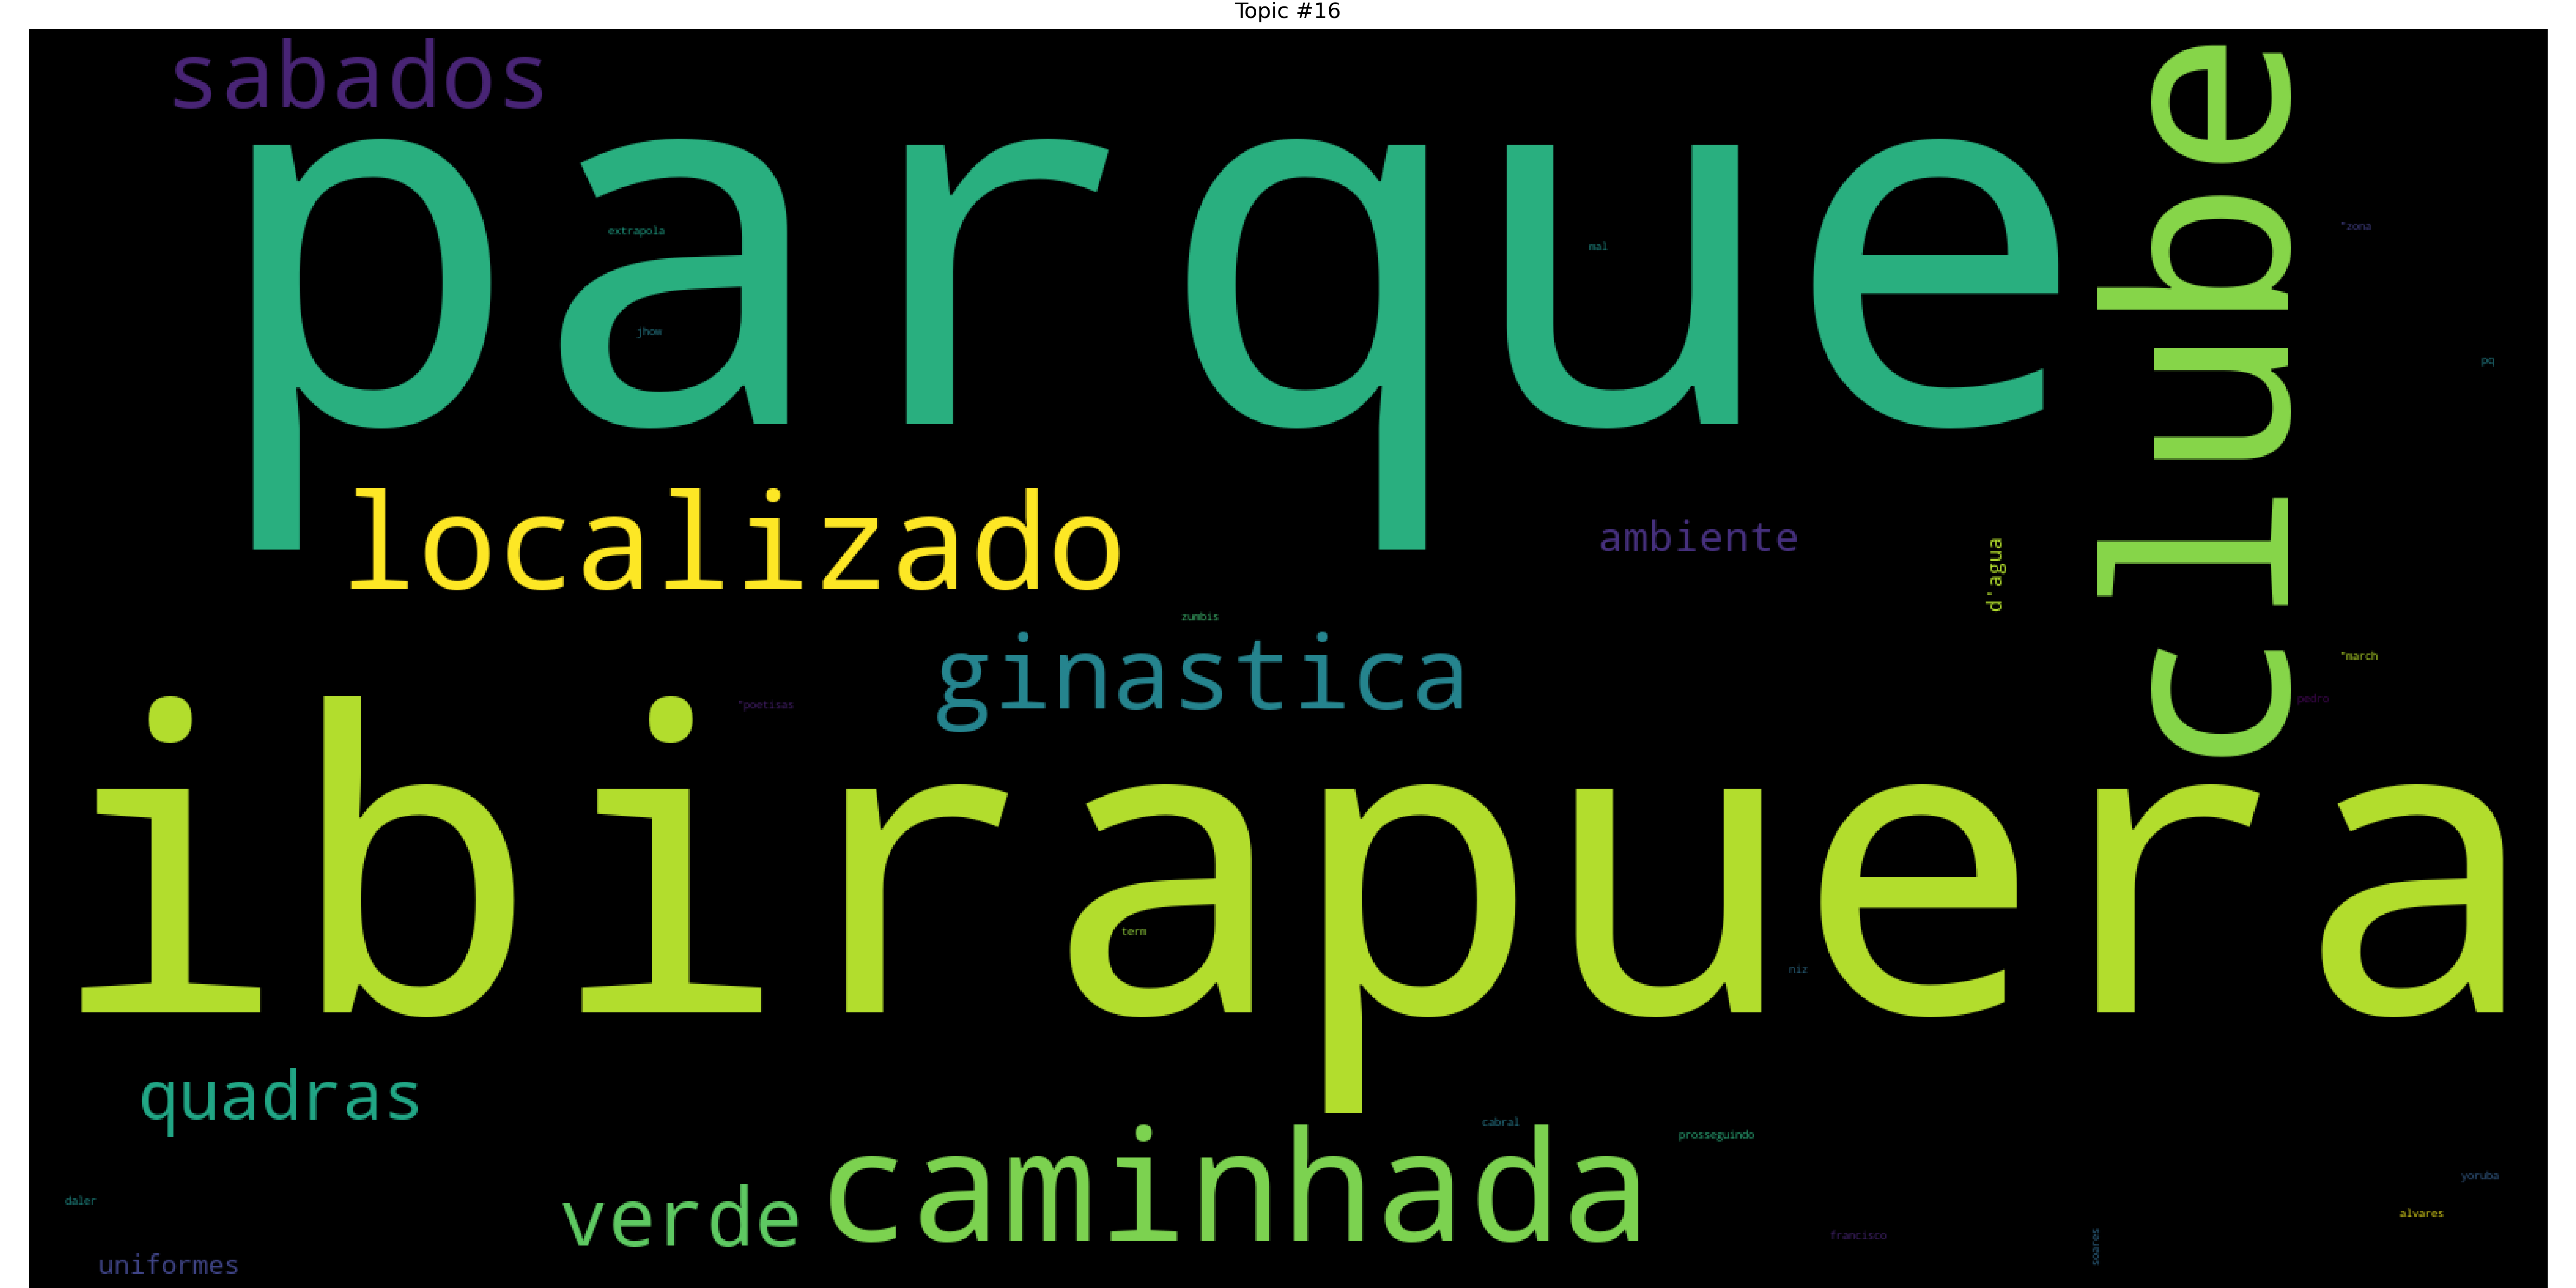 Topic #16
sabados
parque
clube
extrapola
mal
"zona
jhow
pq
localizado
ambiente
d'agua
zumbis
ginastica
"march
"poetisas
pedro
ibirapuera
term
niz
quadras
cabral
prosseguindo
caminhada
verde
daler
yoruba
alvares
francisco
soares
uniformes